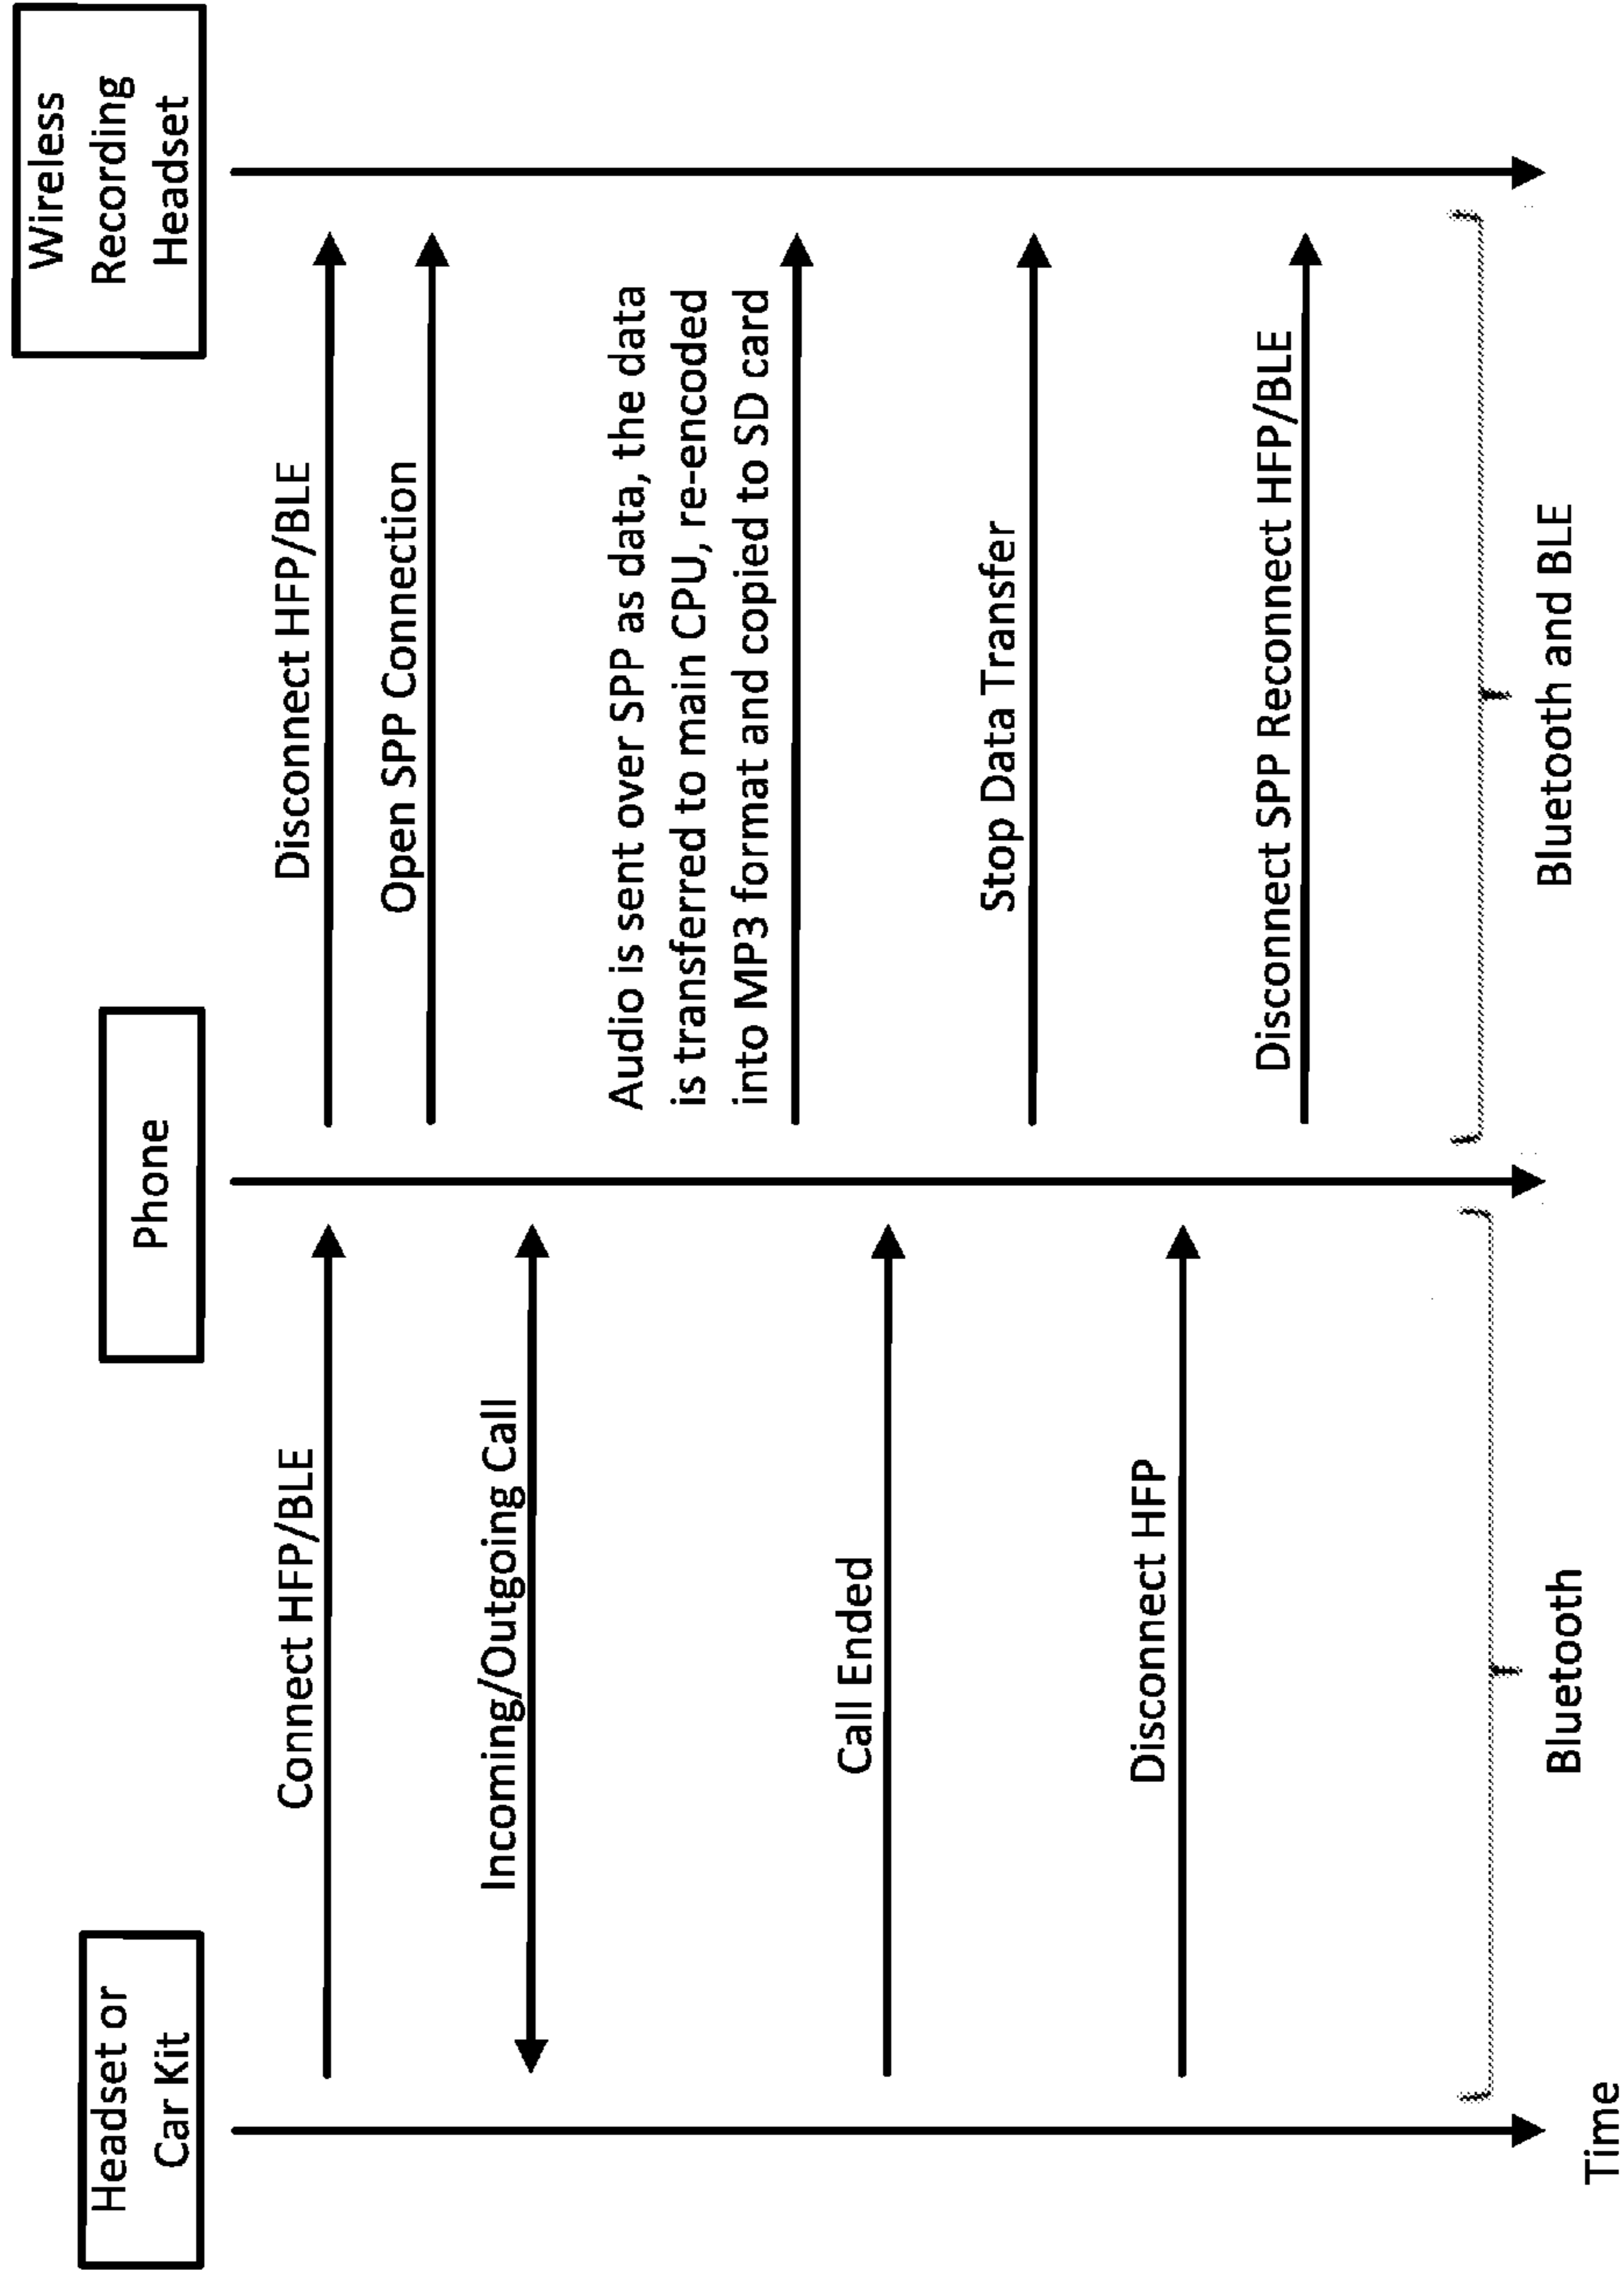 Headset or
Car Kit
Phone
Wireless
Recording
Headset
Connect HFP/BLE
Disconnect HFP/BLE
Open SPP Connection
Incoming/Outgoing Call
Audio is sent over SPP as data, the data
is transferred to main CPU, re-encoded
into MP3 format and copied to SD card
Call Ended
Stop Data Transfer
Disconnect HFP
Disconnect SPP Reconnect HFP/BLE
Bluetooth
Bluetooth and BLE
Time